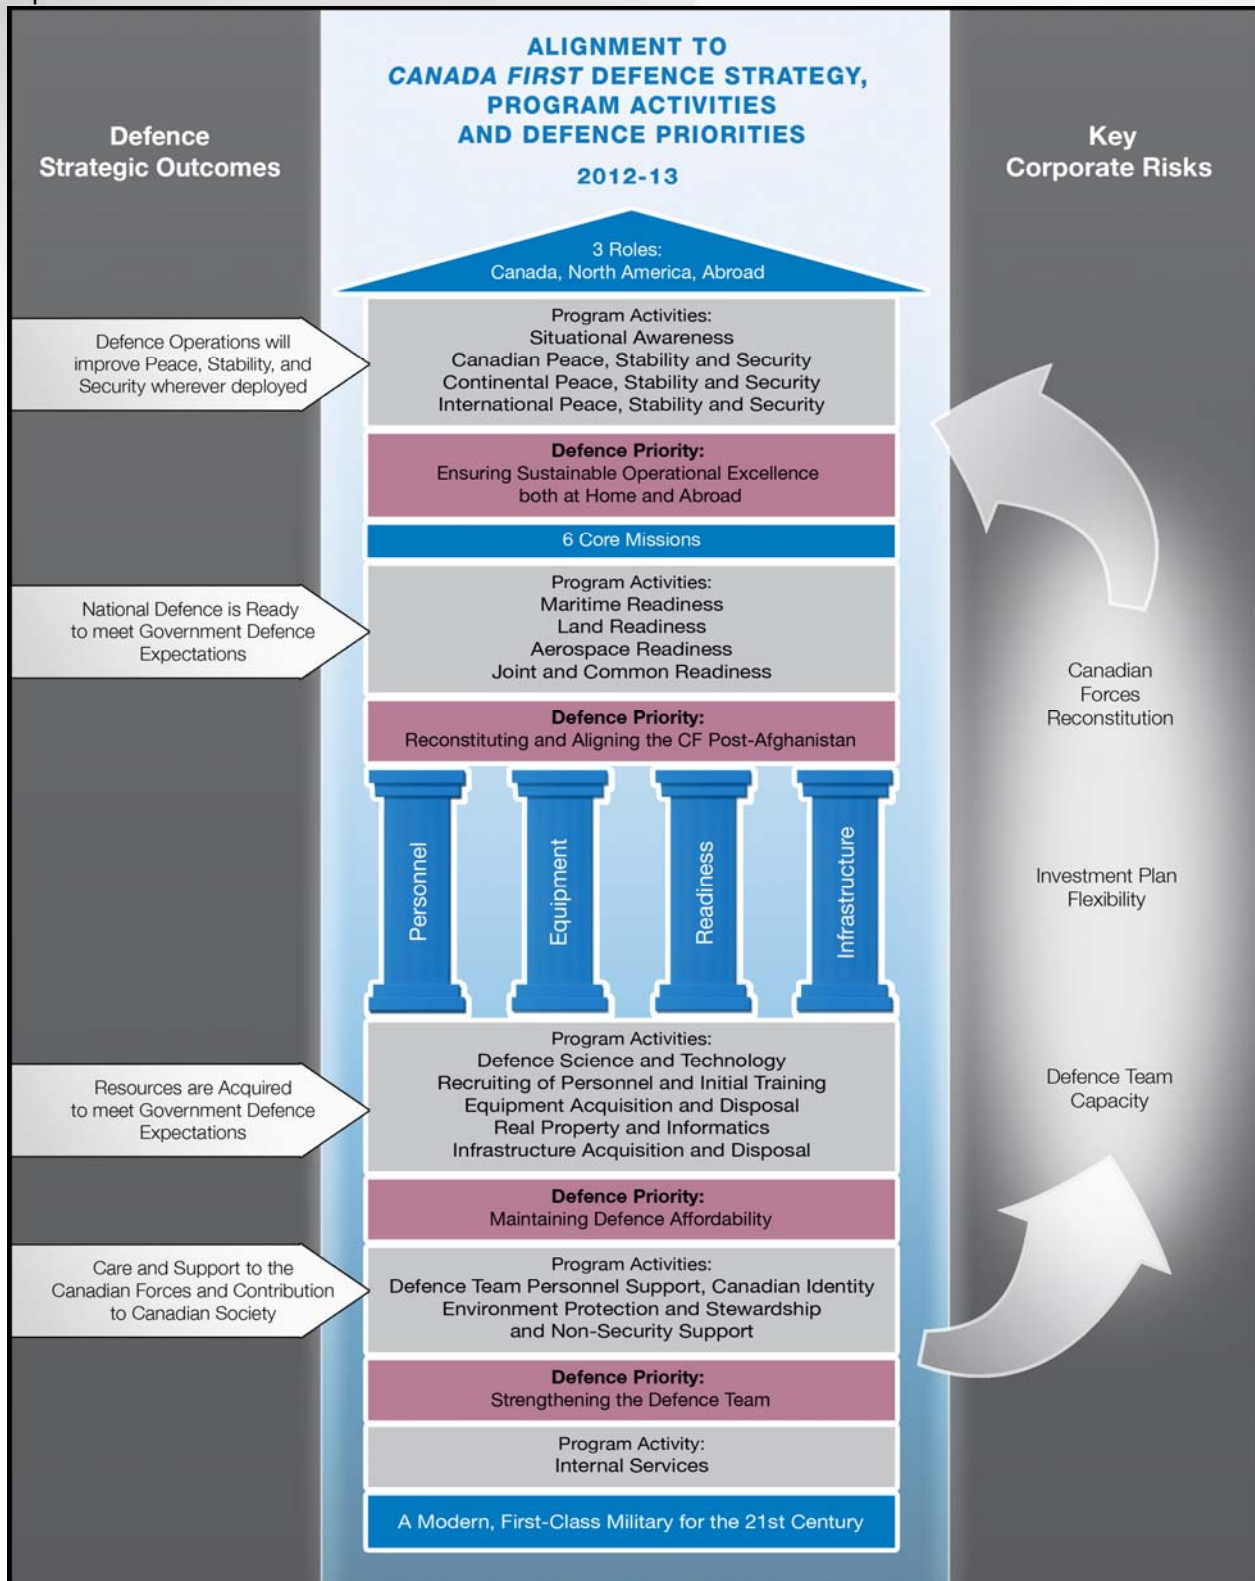 ALIGNMENT TO
CANADA FIRST DEFENCE STRATEGY,
PROGRAM ACTIVITIES
AND DEFENCE PRIORITIES
2012-13
Defence
Strategic Outcomes
Key
Corporate Risks
3 Roles:
Canada, North America, Abroad
Defence Operations will
improve Peace, Stability, and
Security wherever deployed
Program Activities:
Situational Awareness
Canadian Peace, Stability and Security
Continental Peace, Stability and Security
International Peace, Stability and Security
Defence Priority:
Ensuring Sustainable Operational Excellence
both at Home and Abroad
6 Core Missions
National Defence is Ready
to meet Government Defence
Expectations
Program Activities:
Maritime Readiness
Land Readiness
Aerospace Readiness
Joint and Common Readiness
Defence Priority:
Reconstituting and Aligning the CF Post-Afghanistan
Personnel
Equipment
Readiness
Infrastructure
Canadian
Forces
Reconstitution
Investment Plan
Flexibility
Defence Team
Capacity
Resources are Acquired
to meet Government Defence
Expectations
Program Activities:
Defence Science and Technology
Recruiting of Personnel and Initial Training
Equipment Acquisition and Disposal
Real Property and Informatics
Infrastructure Acquisition and Disposal
Defence Priority:
Maintaining Defence Affordability
Care and Support to the
Canadian Forces and Contribution
to Canadian Society
Program Activities:
Defence Team Personnel Support, Canadian Identity
Environment Protection and Stewardship
and Non-Security Support
Defence Priority:
Strengthening the Defence Team
Program Activity:
Internal Services
A Modern, First-Class Military for the 21st Century